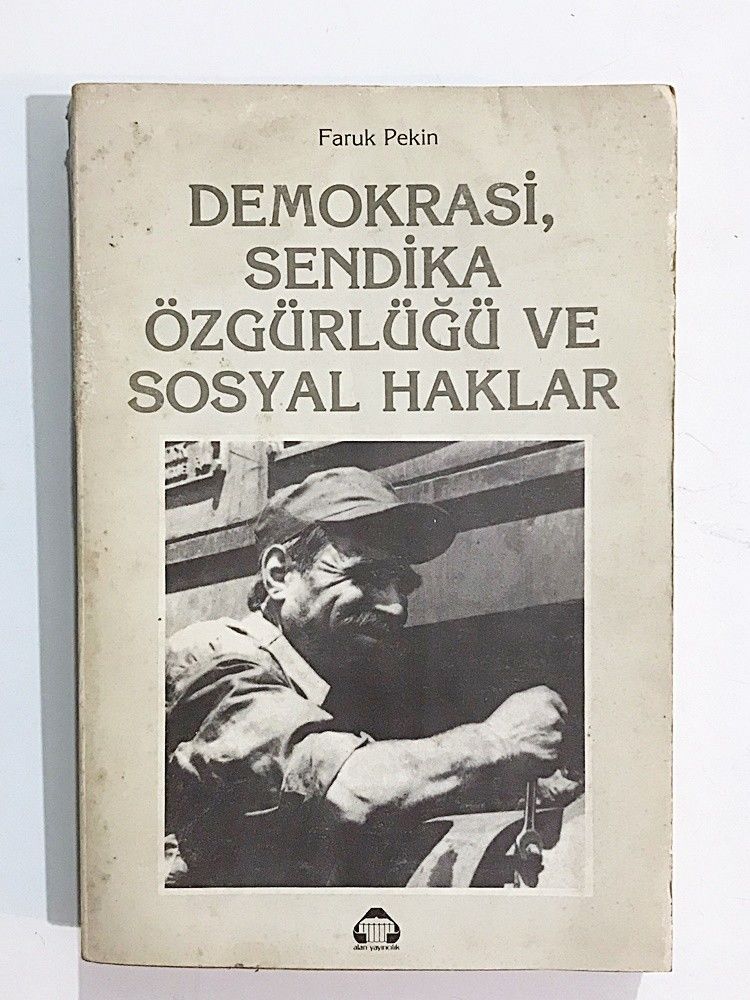 Faruk Pekin
DEMOKRASİ,
SENDİKA
ÖZGÜRLÜĞÜ VE
SOSYAL HAKLAR
alan yayıncılık